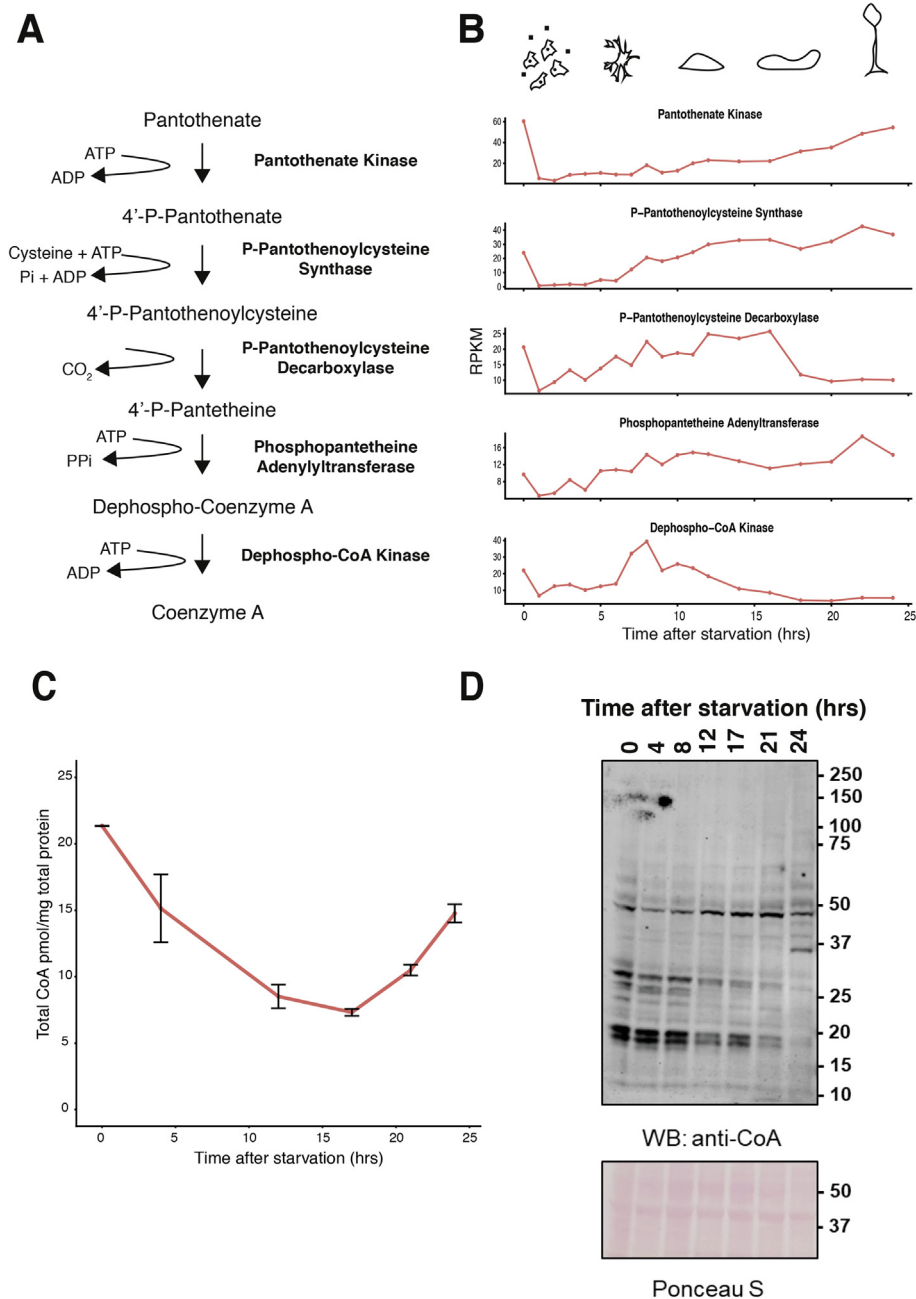 A
Pantothenate
ATP
ADP
Pantothenate Kinase
4'-P-Pantothenate
Cysteine + ATP
Pi + ADP
P-Pantothenoylcysteine
Synthase
4'-P-Pantothenoylcysteine
CO2
P-Pantothenoylcysteine
Decarboxylase
4'-P-Pantetheine
ATP
PPi
Phosphopantetheine
Adenylyltransferase
Dephospho-Coenzyme A
ATP
ADP
Dephospho-CoA Kinase
Coenzyme A
B
Pantothenate Kinase
60
40
20
P-Pantothenoylcysteine Synthase
40
30
20
10
0
P-Pantothenoylcysteine Decarboxylase
25
20
15
10
RPKM
Phosphopantetheine Adenyltransferase
16
12
8
Dephospho-CoA Kinase
40
30
20
10
0 5 10 15 20 25
Time after starvation (hrs)
C
Total CoA pmol/mg total protein
25
20
15
10
5
0
0 5 10 15 20 25
Time after starvation (hrs)
D
Time after starvation (hrs)
0 4 8 12 17 21 24
250
150
100
75
50
37
25
20
15
10
WB: anti-CoA
50
37
Ponceau S